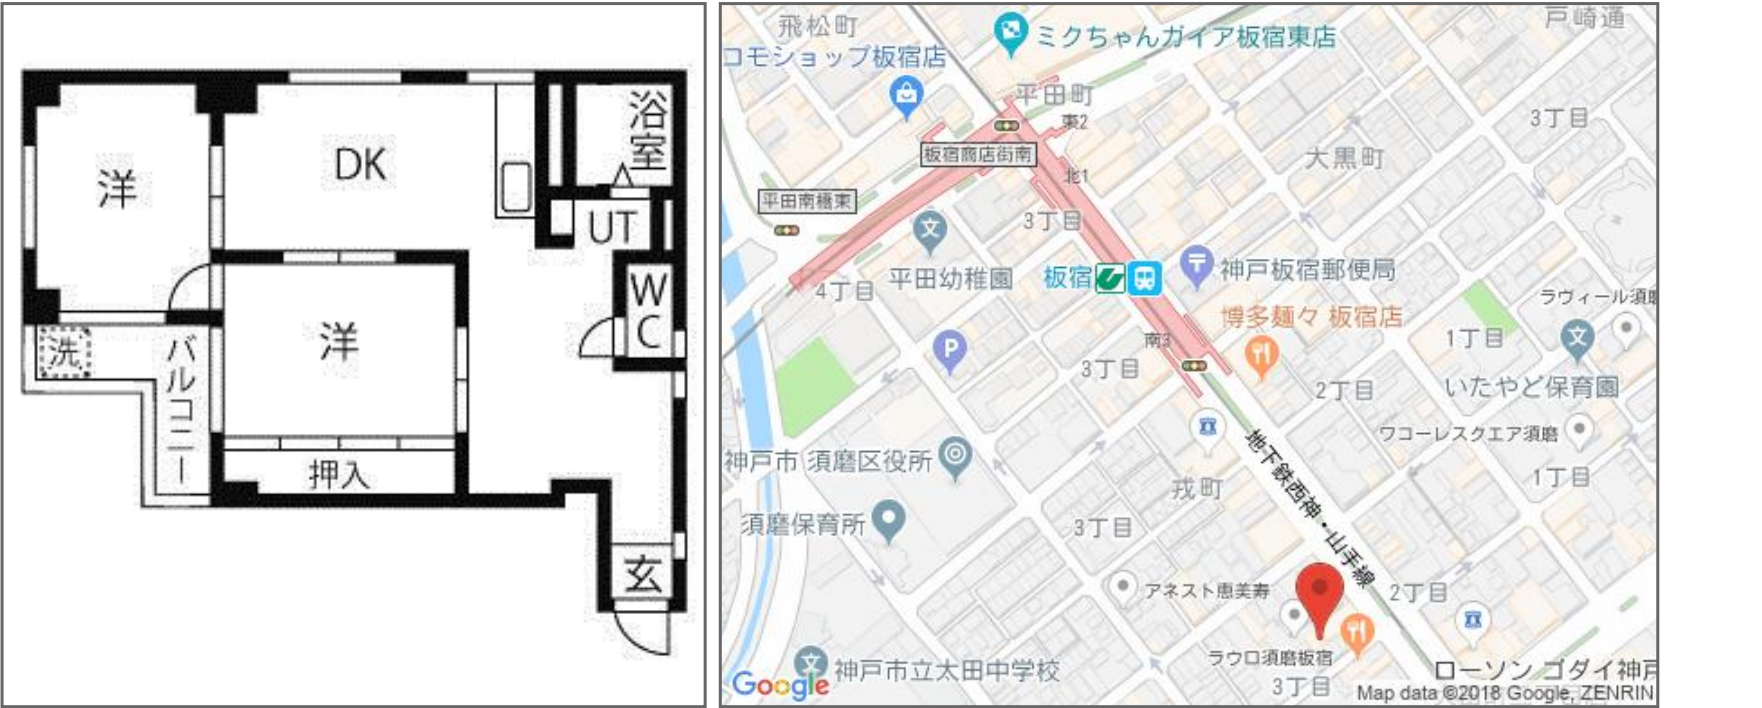 洋
DK
浴室
UT
WC
洋
洗
バルコニー
押入
玄
飛松町
戸崎通
ミクちゃんガイア板宿東店
コモショップ板宿店
平田町
東2
3丁目
板宿商店街南
大黒町
北1
平田南橋東
3丁目
平田幼稚園
板宿
神戸板宿郵便局
4丁目
ラヴィール須磨
博多麺々 板宿店
南3
1丁目
3丁目
2丁目
いたやど保育園
ワコーレスクエア須磨
地下鉄西神・山手線
神戸市 須磨区役所
戎町
1丁目
須磨保育所
3丁目
アネスト恵美寿
2丁目
ラウロ須磨板宿
神戸市立太田中学校
ローソン ゴダイ神戸
3丁目
Google
Map data ©2018 Google, ZENRIN